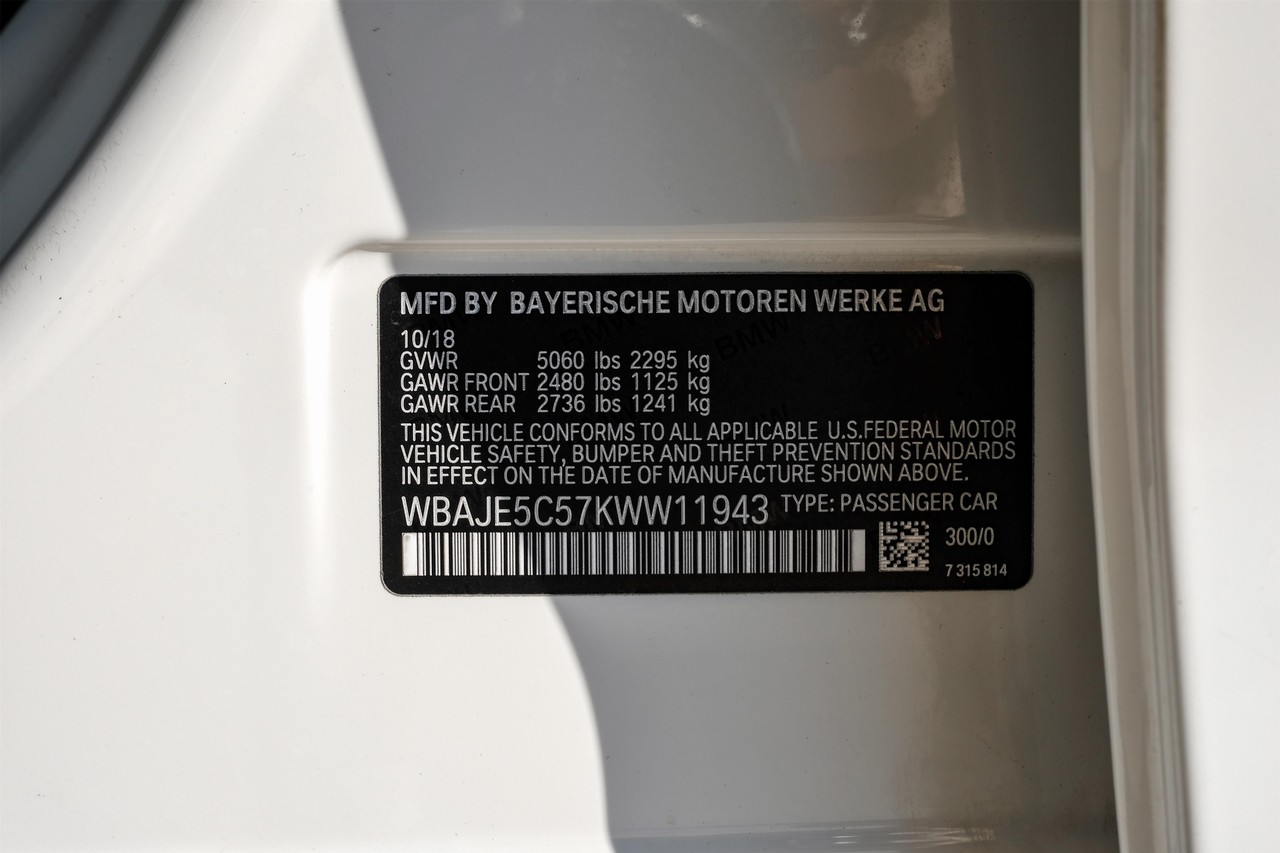 MFD BY BAYERISCHE MOTOREN WERKE AG
10/18
GVWR 5060 lbs 2295 kg
GAWR FRONT 2480 lbs 1125 kg
GAWR REAR 2736 lbs 1241 kg
THIS VEHICLE CONFORMS TO ALL APPLICABLE U.S.FEDERAL MOTOR
VEHICLE SAFETY, BUMPER AND THEFT PREVENTION STANDARDS
IN EFFECT ON THE DATE OF MANUFACTURE SHOWN ABOVE.
WBAJE5C57KWW11943 TYPE: PASSENGER CAR
300/0
7 315 814